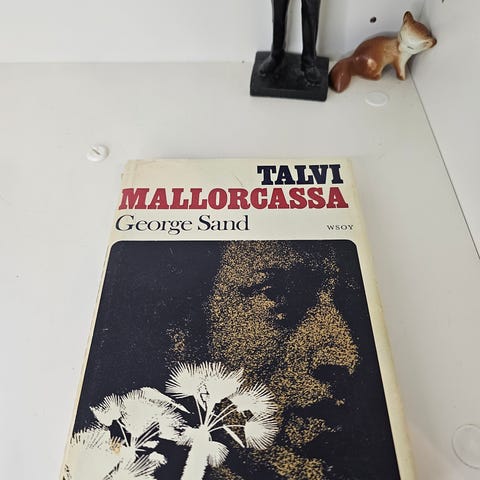 TALVI
MALLORCASSA
George Sand
WSOY